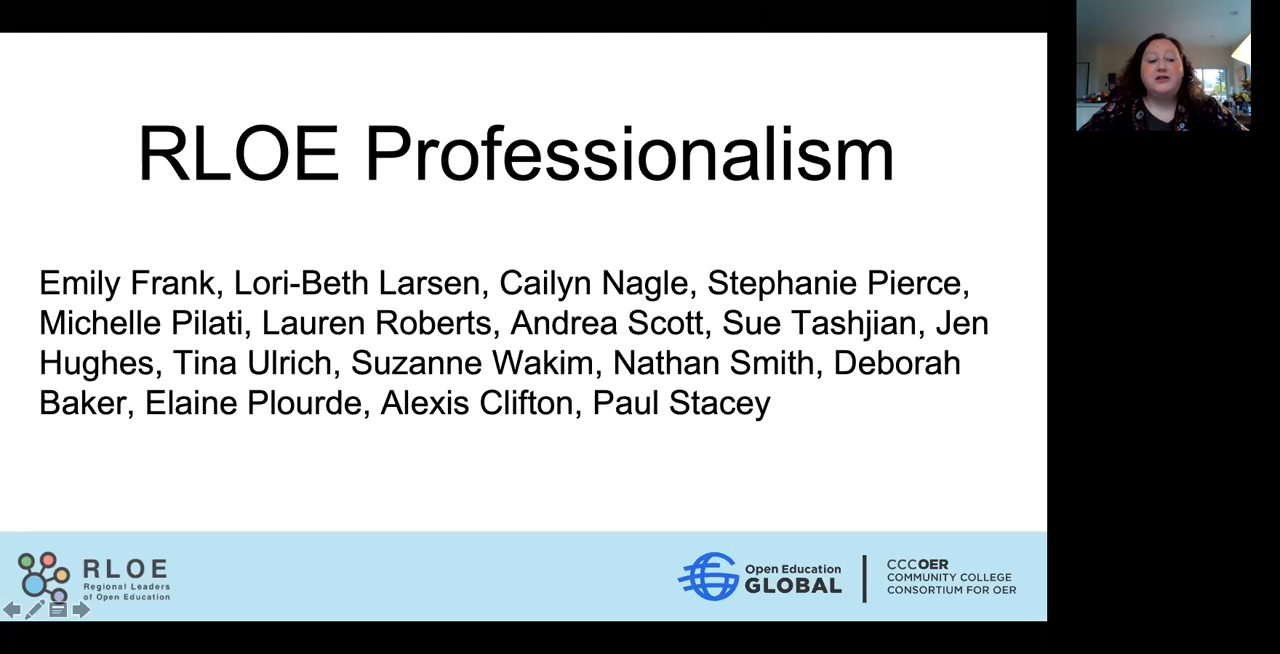 RLOE Professionalism
Emily Frank, Lori-Beth Larsen, Cailyn Nagle, Stephanie Pierce,
Michelle Pilati, Lauren Roberts, Andrea Scott, Sue Tashjian, Jen
Hughes, Tina Ulrich, Suzanne Wakim, Nathan Smith, Deborah
Baker, Elaine Plourde, Alexis Clifton, Paul Stacey
RLOE
Regional Leaders
of Open Education
Open Education
GLOBAL
CCCOER
COMMUNITY COLLEGE
CONSORTIUM FOR OER